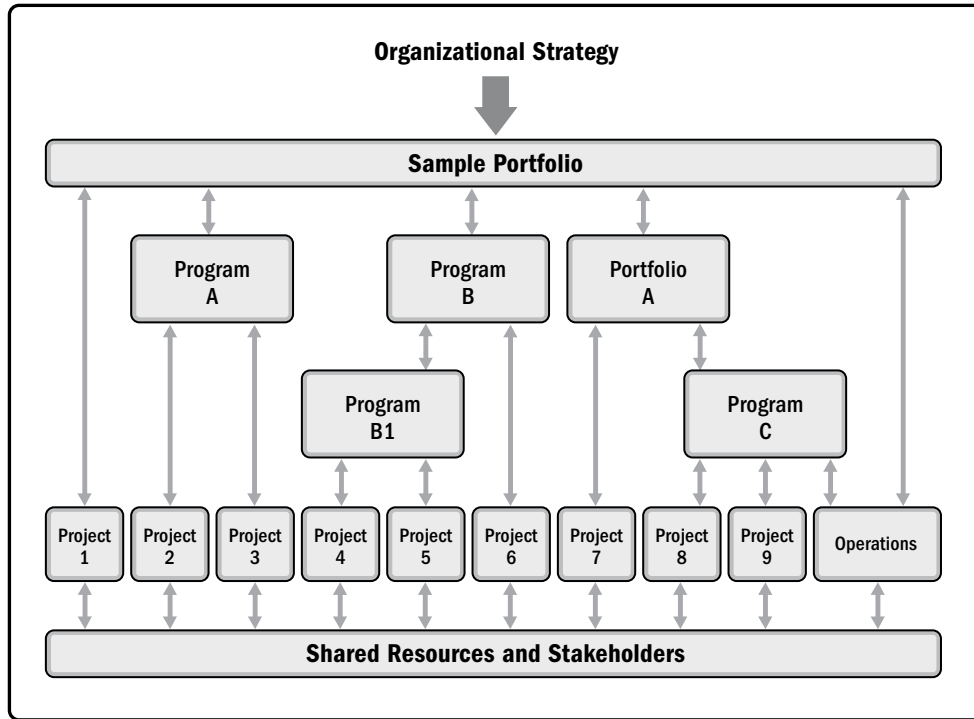 Organizational Strategy
Sample Portfolio
Program
A
Program
B
Portfolio
A
Program
B1
Program
C
Project
1
Project
2
Project
3
Project
4
Project
5
Project
6
Project
7
Project
8
Project
9
Operations
Shared Resources and Stakeholders